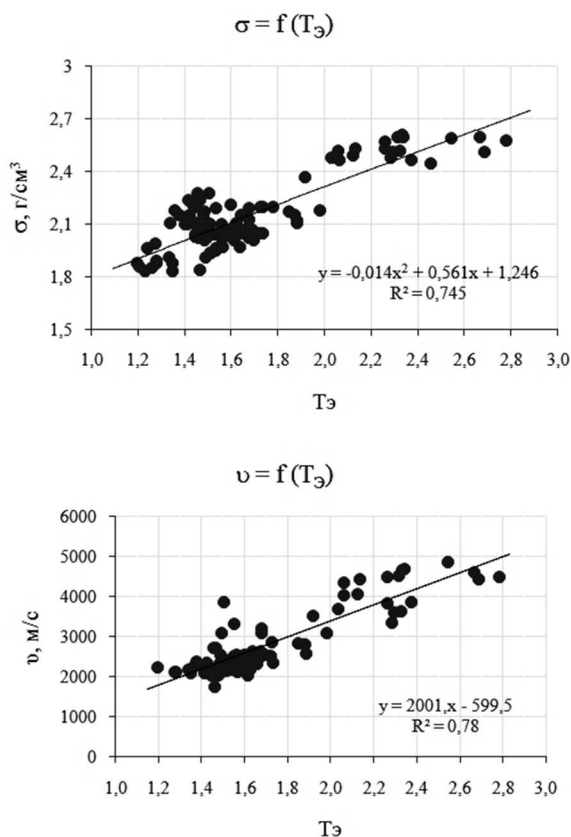 σ = f (Tэ)
3
2,7
2,4
2,1
1,8
1,5
σ, г/см³
y = -0,014x² + 0,561x + 1,246
R² = 0,745
1,0 1,2 1,4 1,6 1,8 2,0 2,2 2,4 2,6 2,8 3,0
Tэ
υ = f (Tэ)
6000
5000
4000
3000
2000
1000
0
υ, м/с
y = 2001,x - 599,5
R² = 0,78
1,0 1,2 1,4 1,6 1,8 2,0 2,2 2,4 2,6 2,8 3,0
Tэ